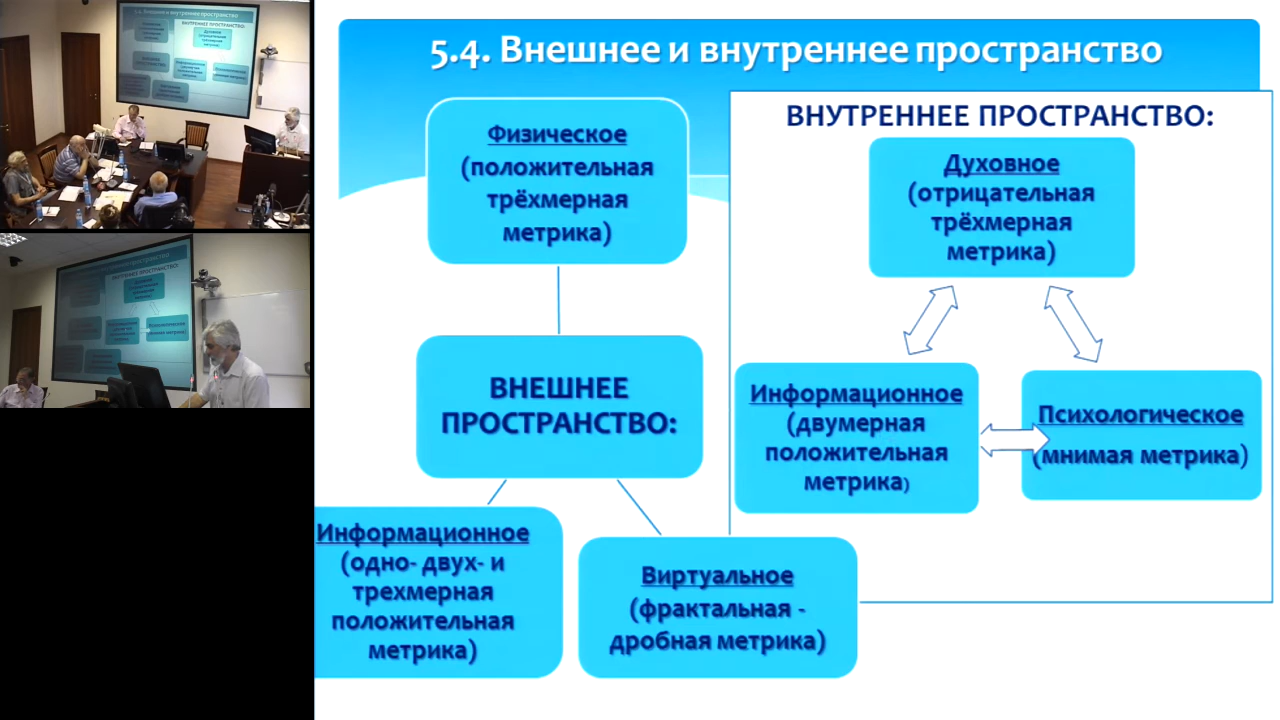 5.4. Внешнее и внутреннее пространство
Физическое
(положительная
трёхмерная
метрика)
ВНЕШНЕЕ
ПРОСТРАНСТВО:
Информационное
(одно- двух- и
трехмерная
положительная
метрика)
Виртуальное
(фрактальная -
дробная метрика)
ВНУТРЕННЕЕ ПРОСТРАНСТВО:
Духовное
(отрицательная
трёхмерная
метрика)
Информационное
(двумерная
положительная
метрика)
Психологическое
(мнимая метрика)